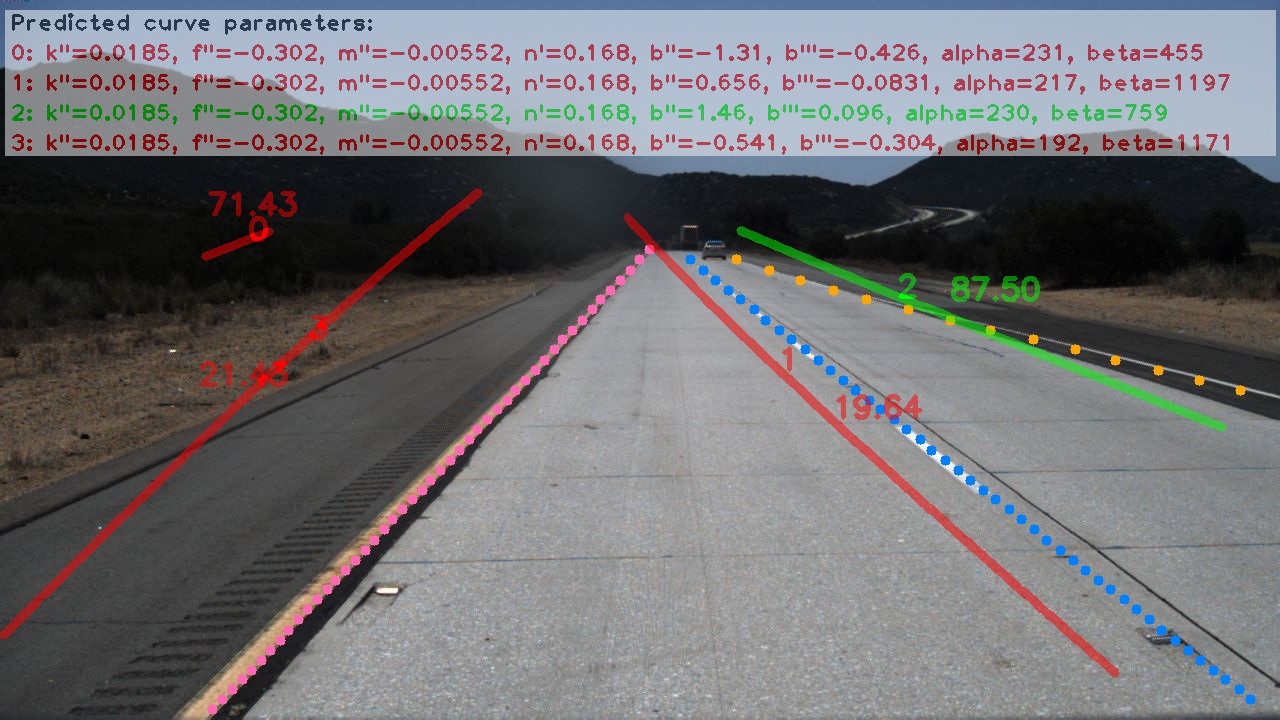 Predicted curve parameters:
0: k''=0.0185, f''=-0.302, m''=-0.00552, n'=0.168, b''=-1.31, b'''=-0.426, alpha=231, beta=455
1: k''=0.0185, f''=-0.302, m''=-0.00552, n'=0.168, b''=0.656, b'''=-0.0831, alpha=217, beta=1197
2: k''=0.0185, f''=-0.302, m''=-0.00552, n'=0.168, b''=1.46, b'''=0.096, alpha=230, beta=759
3: k''=0.0185, f''=-0.302, m''=-0.00552, n'=0.168, b''=-0.541, b'''=-0.304, alpha=192, beta=1171
71.43
0
2 87.50
3
1
19.64